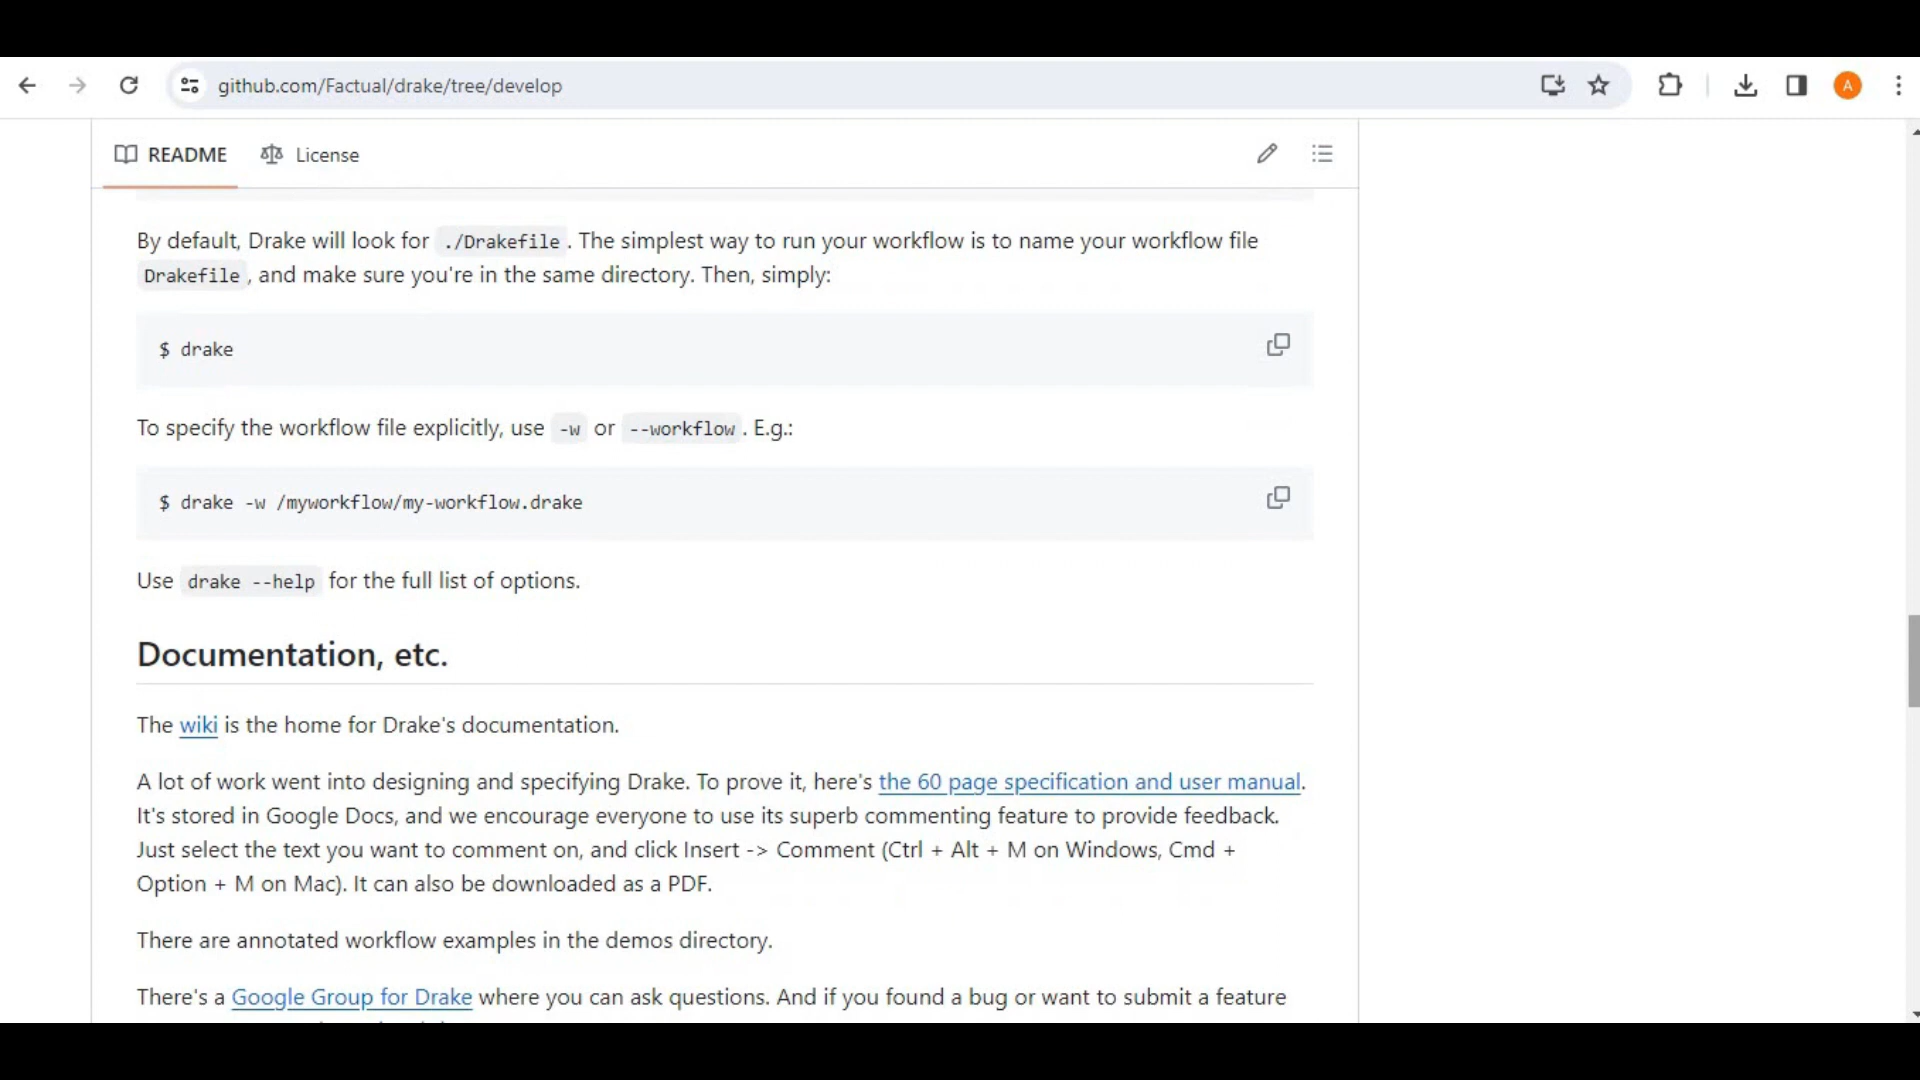 github.com/Factual/drake/tree/develop
A
README
License
By default, Drake will look for ./Drakefile. The simplest way to run your workflow is to name your workflow file
Drakefile, and make sure you're in the same directory. Then, simply:
$ drake
To specify the workflow file explicitly, use -w or --workflow. E.g.:
$ drake -w /myworkflow/my-workflow.drake
Use drake --help for the full list of options.
Documentation, etc.
The wiki is the home for Drake's documentation.
A lot of work went into designing and specifying Drake. To prove it, here's the 60 page specification and user manual.
It's stored in Google Docs, and we encourage everyone to use its superb commenting feature to provide feedback.
Just select the text you want to comment on, and click Insert -> Comment (Ctrl + Alt + M on Windows, Cmd +
Option + M on Mac). It can also be downloaded as a PDF.
There are annotated workflow examples in the demos directory.
There's a Google Group for Drake where you can ask questions. And if you found a bug or want to submit a feature